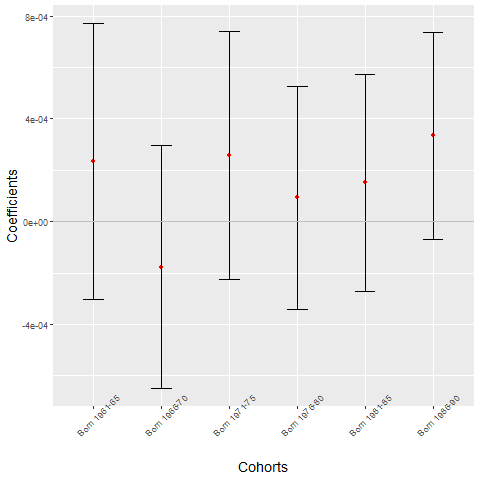 8e-04
4e-04
0e+00
-4e-04
Coefficients
Born 1961-65
Born 1966-70
Born 1971-75
Born 1976-80
Born 1981-85
Born 1986-90
Cohorts